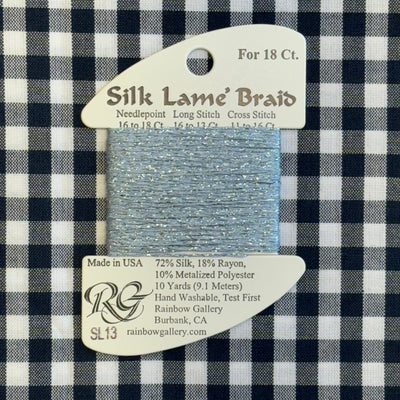 For 18 Ct.
Silk Lame' Braid
Needlepoint Long Stitch Cross Stitch
16 to 18 Ct. 16 to 13 Ct. 11 to 16 Ct.
Made in USA
72% Silk, 18% Rayon,
10% Metalized Polyester
10 Yards (9.1 Meters)
Hand Washable, Test First
Rainbow Gallery
Burbank, CA
rainbowgallery.com
RG
SL13